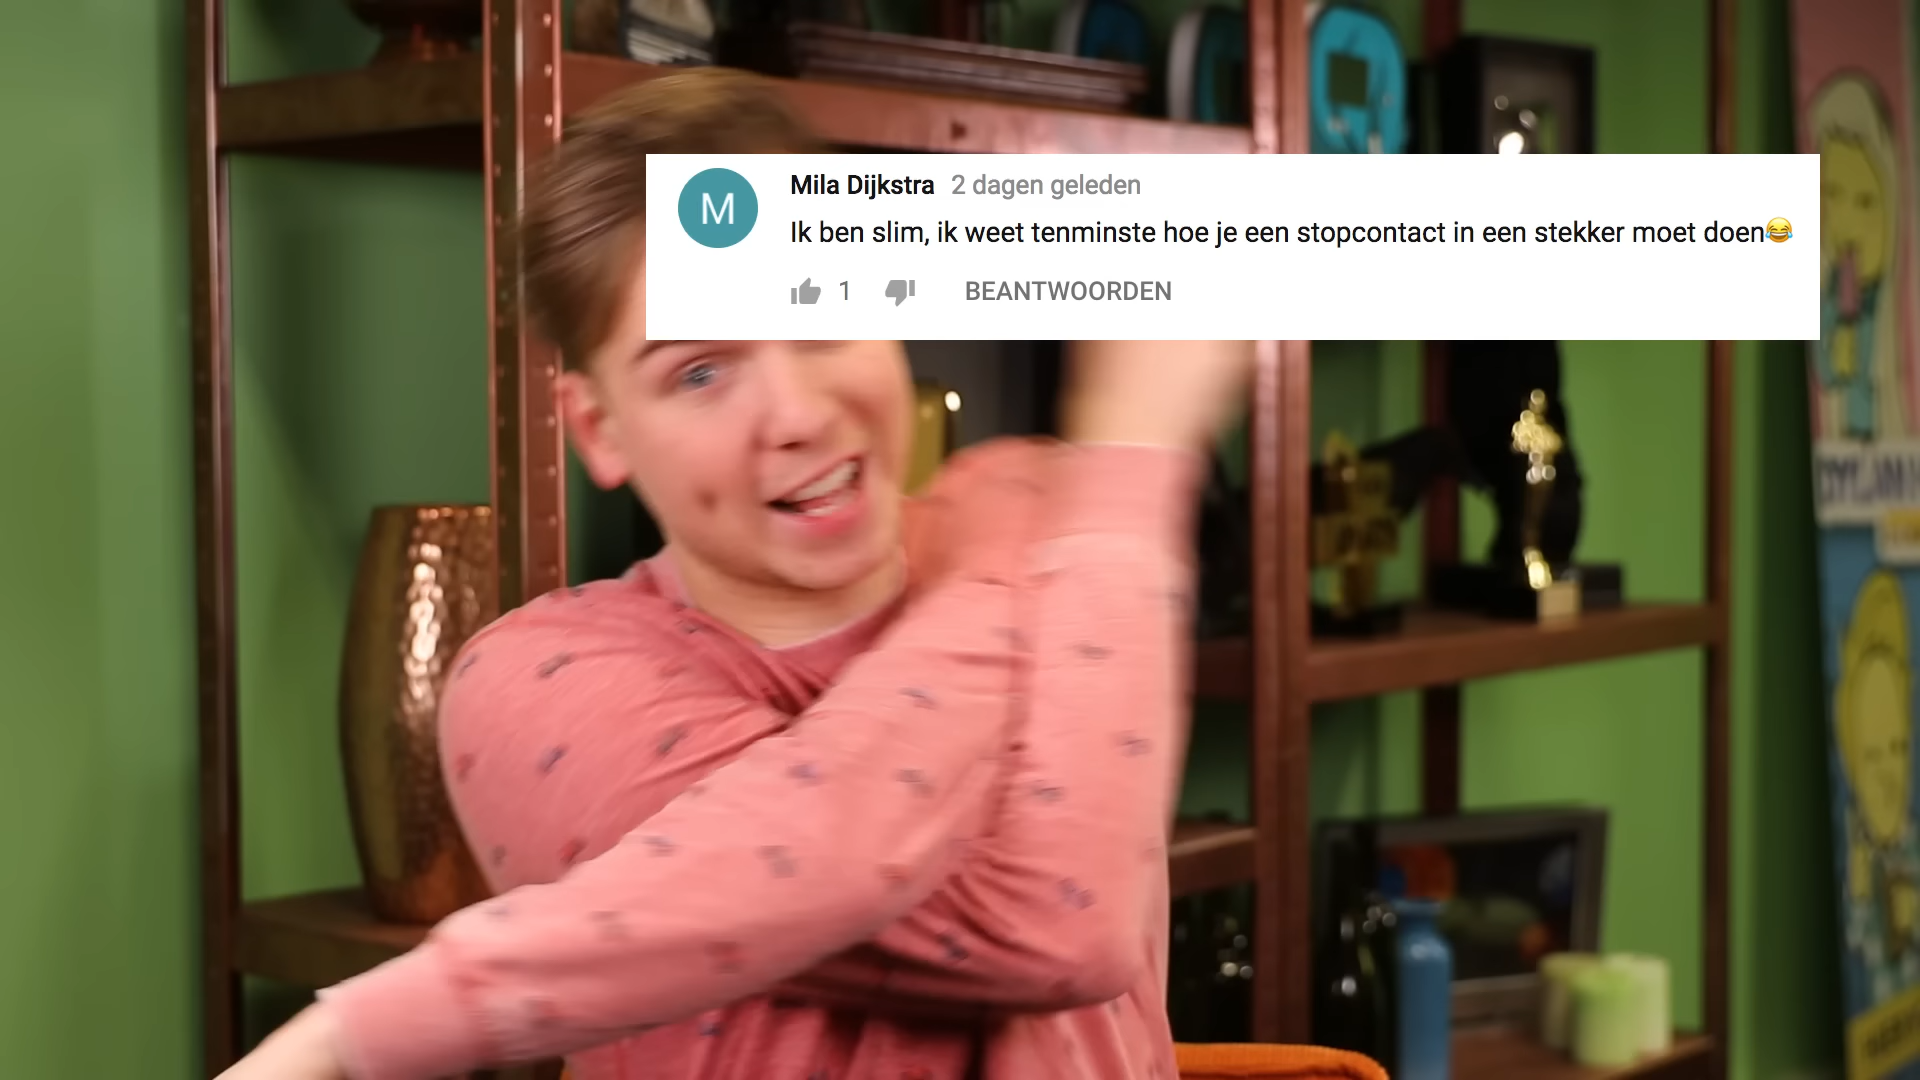 M
Mila Dijkstra 2 dagen geleden
Ik ben slim, ik weet tenminste hoe je een stopcontact in een stekker moet doen😂
1
BEANTWOORDEN